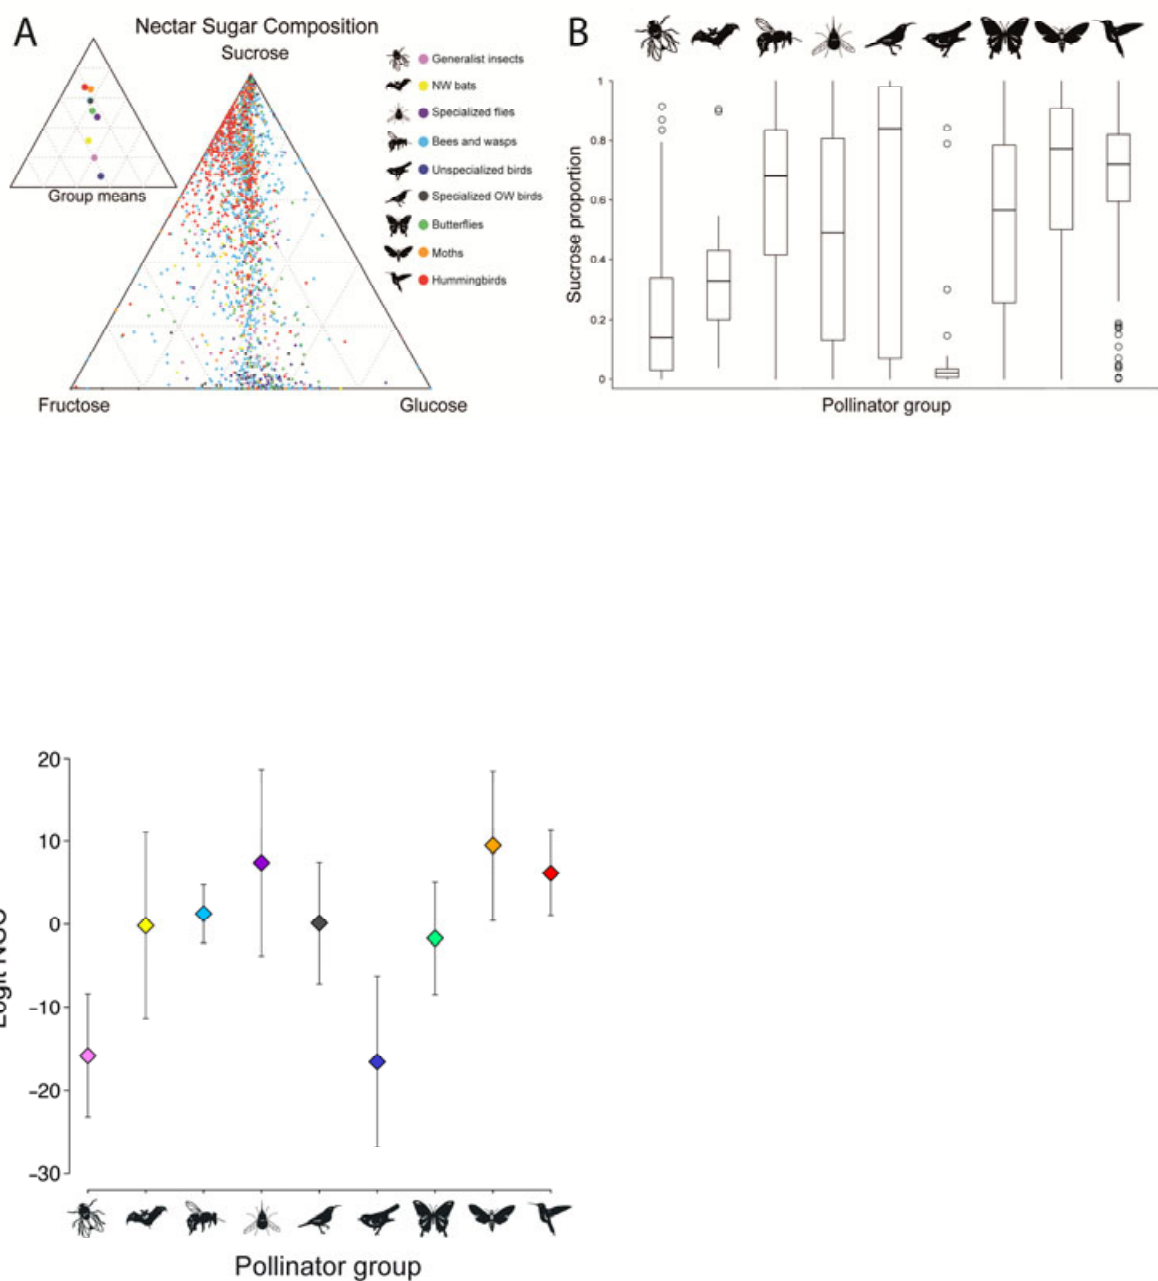 A
Nectar Sugar Composition
Sucrose
Group means
Generalist insects
NW bats
Specialized flies
Bees and wasps
Unspecialized birds
Specialized OW birds
Butterflies
Moths
Hummingbirds
Fructose
Glucose
B
Sucrose proportion
1
0.8
0.6
0.4
0.2
0
Pollinator group
20
10
0
-10
-20
-30
Pollinator group